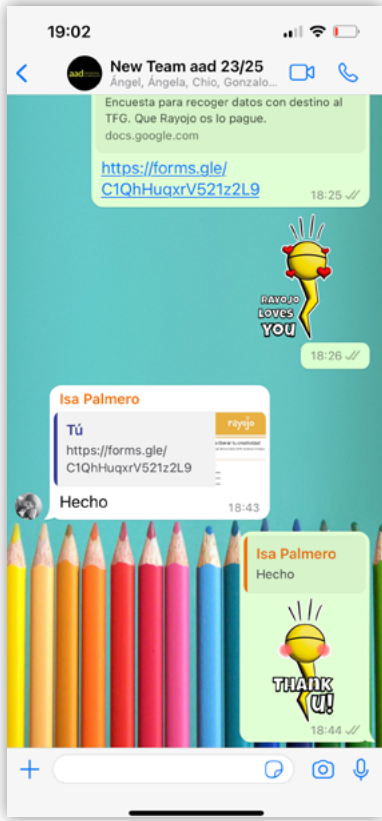 19:02
aad
New Team aad 23/25
Ángel, Ángela, Chio, Gonzalo...
Encuesta para recoger datos con destino al
TFG. Que Rayojo os lo pague.
docs.google.com
https://forms.gle/
C1QhHuqxrV521z2L9
18:25
RAYOJO
LOVES
YOU
18:26
Isa Palmero
Tú
https://forms.gle/
C1QhHuqxrV521z2L9
rayojo
Hecho
18:43
Isa Palmero
Hecho
THANK
U!
18:44